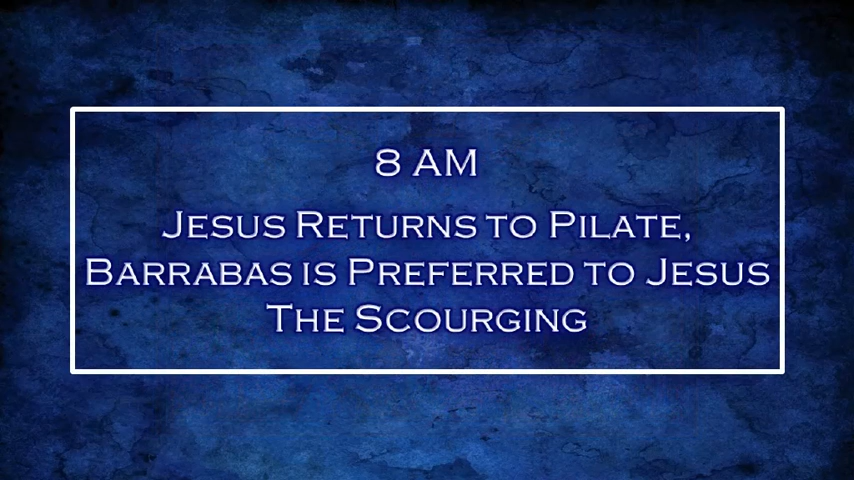 8 AM
Jesus Returns to Pilate,
Barrabas is Preferred to Jesus
The Scourging